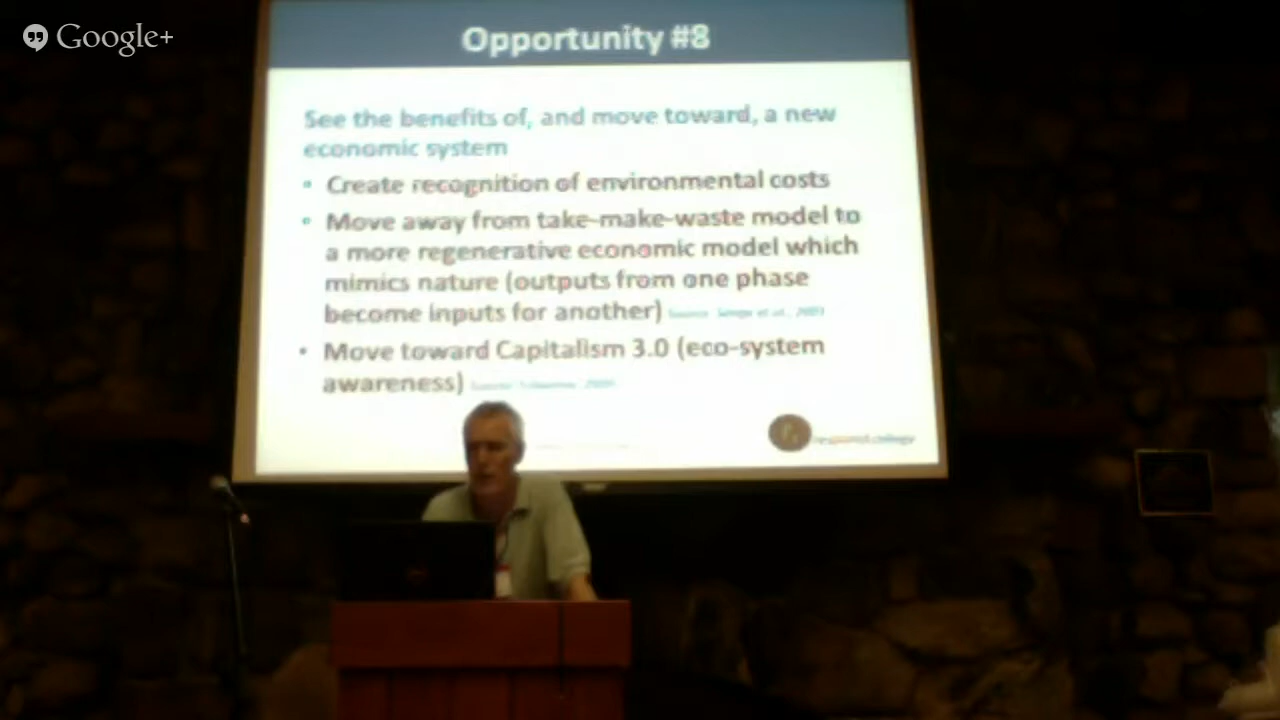 Google+
Opportunity #8
See the benefits of, and move toward, a new
economic system
• Create recognition of environmental costs
• Move away from take-make-waste model to
a more regenerative economic model which
mimics nature (outputs from one phase
become inputs for another)
• Move toward Capitalism 3.0 (eco-system
awareness)